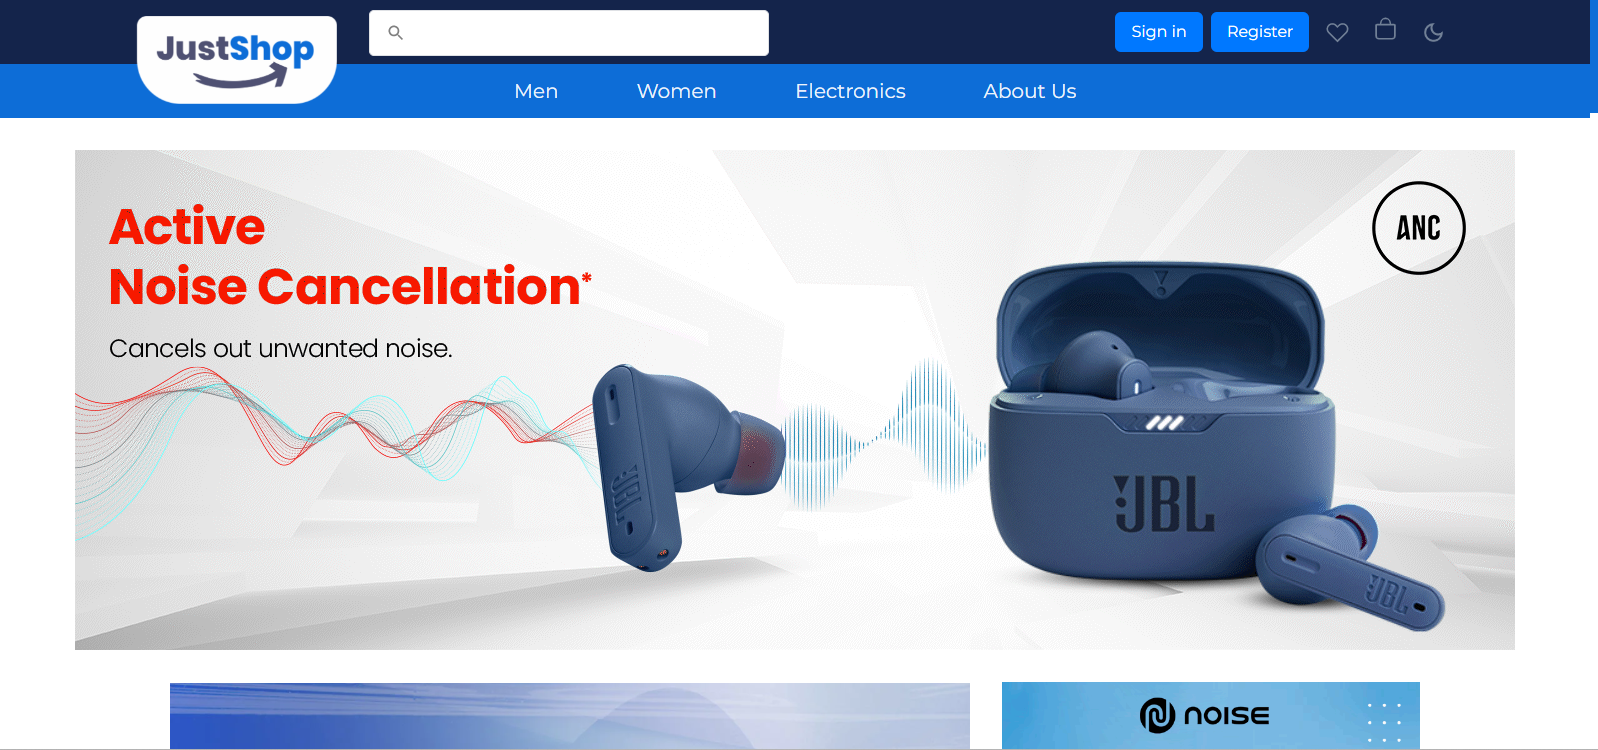 JustShop
Sign in
Register
Men
Women
Electronics
About Us
Active
Noise Cancellation*
Cancels out unwanted noise.
ANC
JBL
JBL
JBL
noise